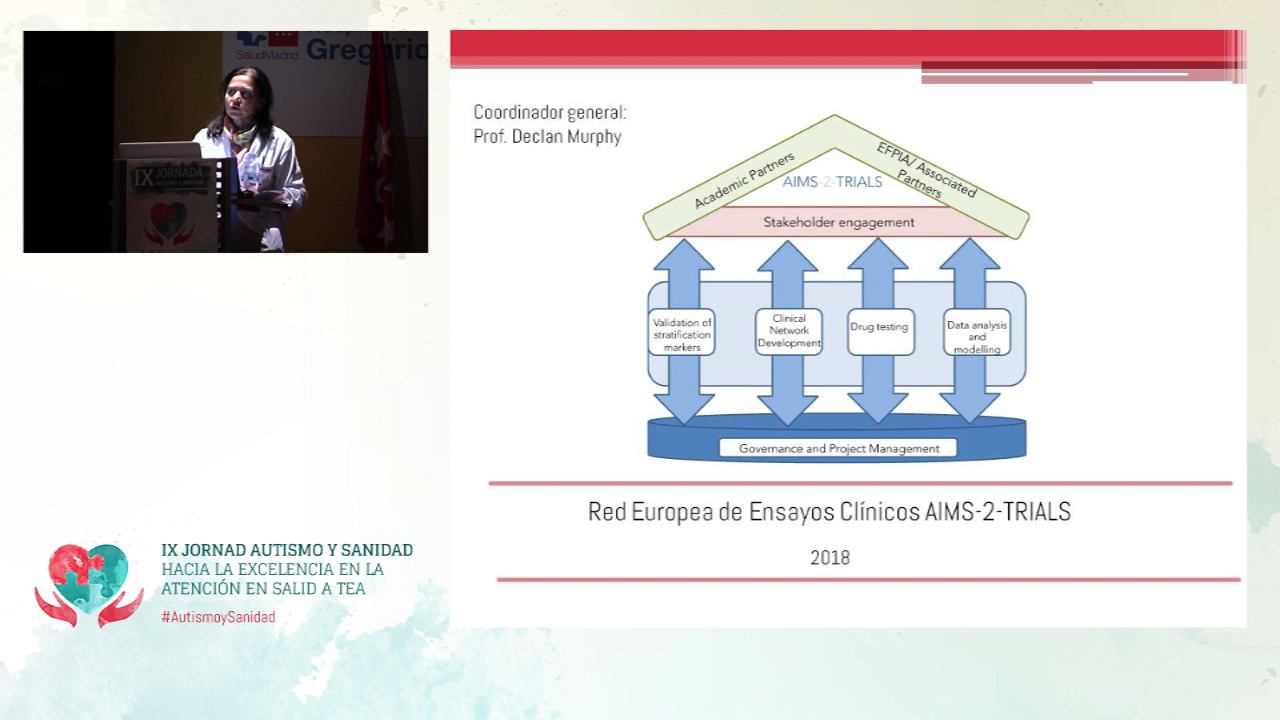 SaludMadrid
Gregorio
IX JORNADA
AUTISMO Y SANIDAD
Coordinador general:
Prof. Declan Murphy
Academic Partners
EFPIA/ Associated
Partners
AIMS-2-TRIALS
Stakeholder engagement
Validation of
stratification
markers
Clinical
Network
Development
Drug testing
Data analysis
and
modelling
Governance and Project Management
Red Europea de Ensayos Clínicos AIMS-2-TRIALS
2018
IX JORNAD AUTISMO Y SANIDAD
HACIA LA EXCELENCIA EN LA
ATENCIÓN EN SALID A TEA
#AutismoySanidad